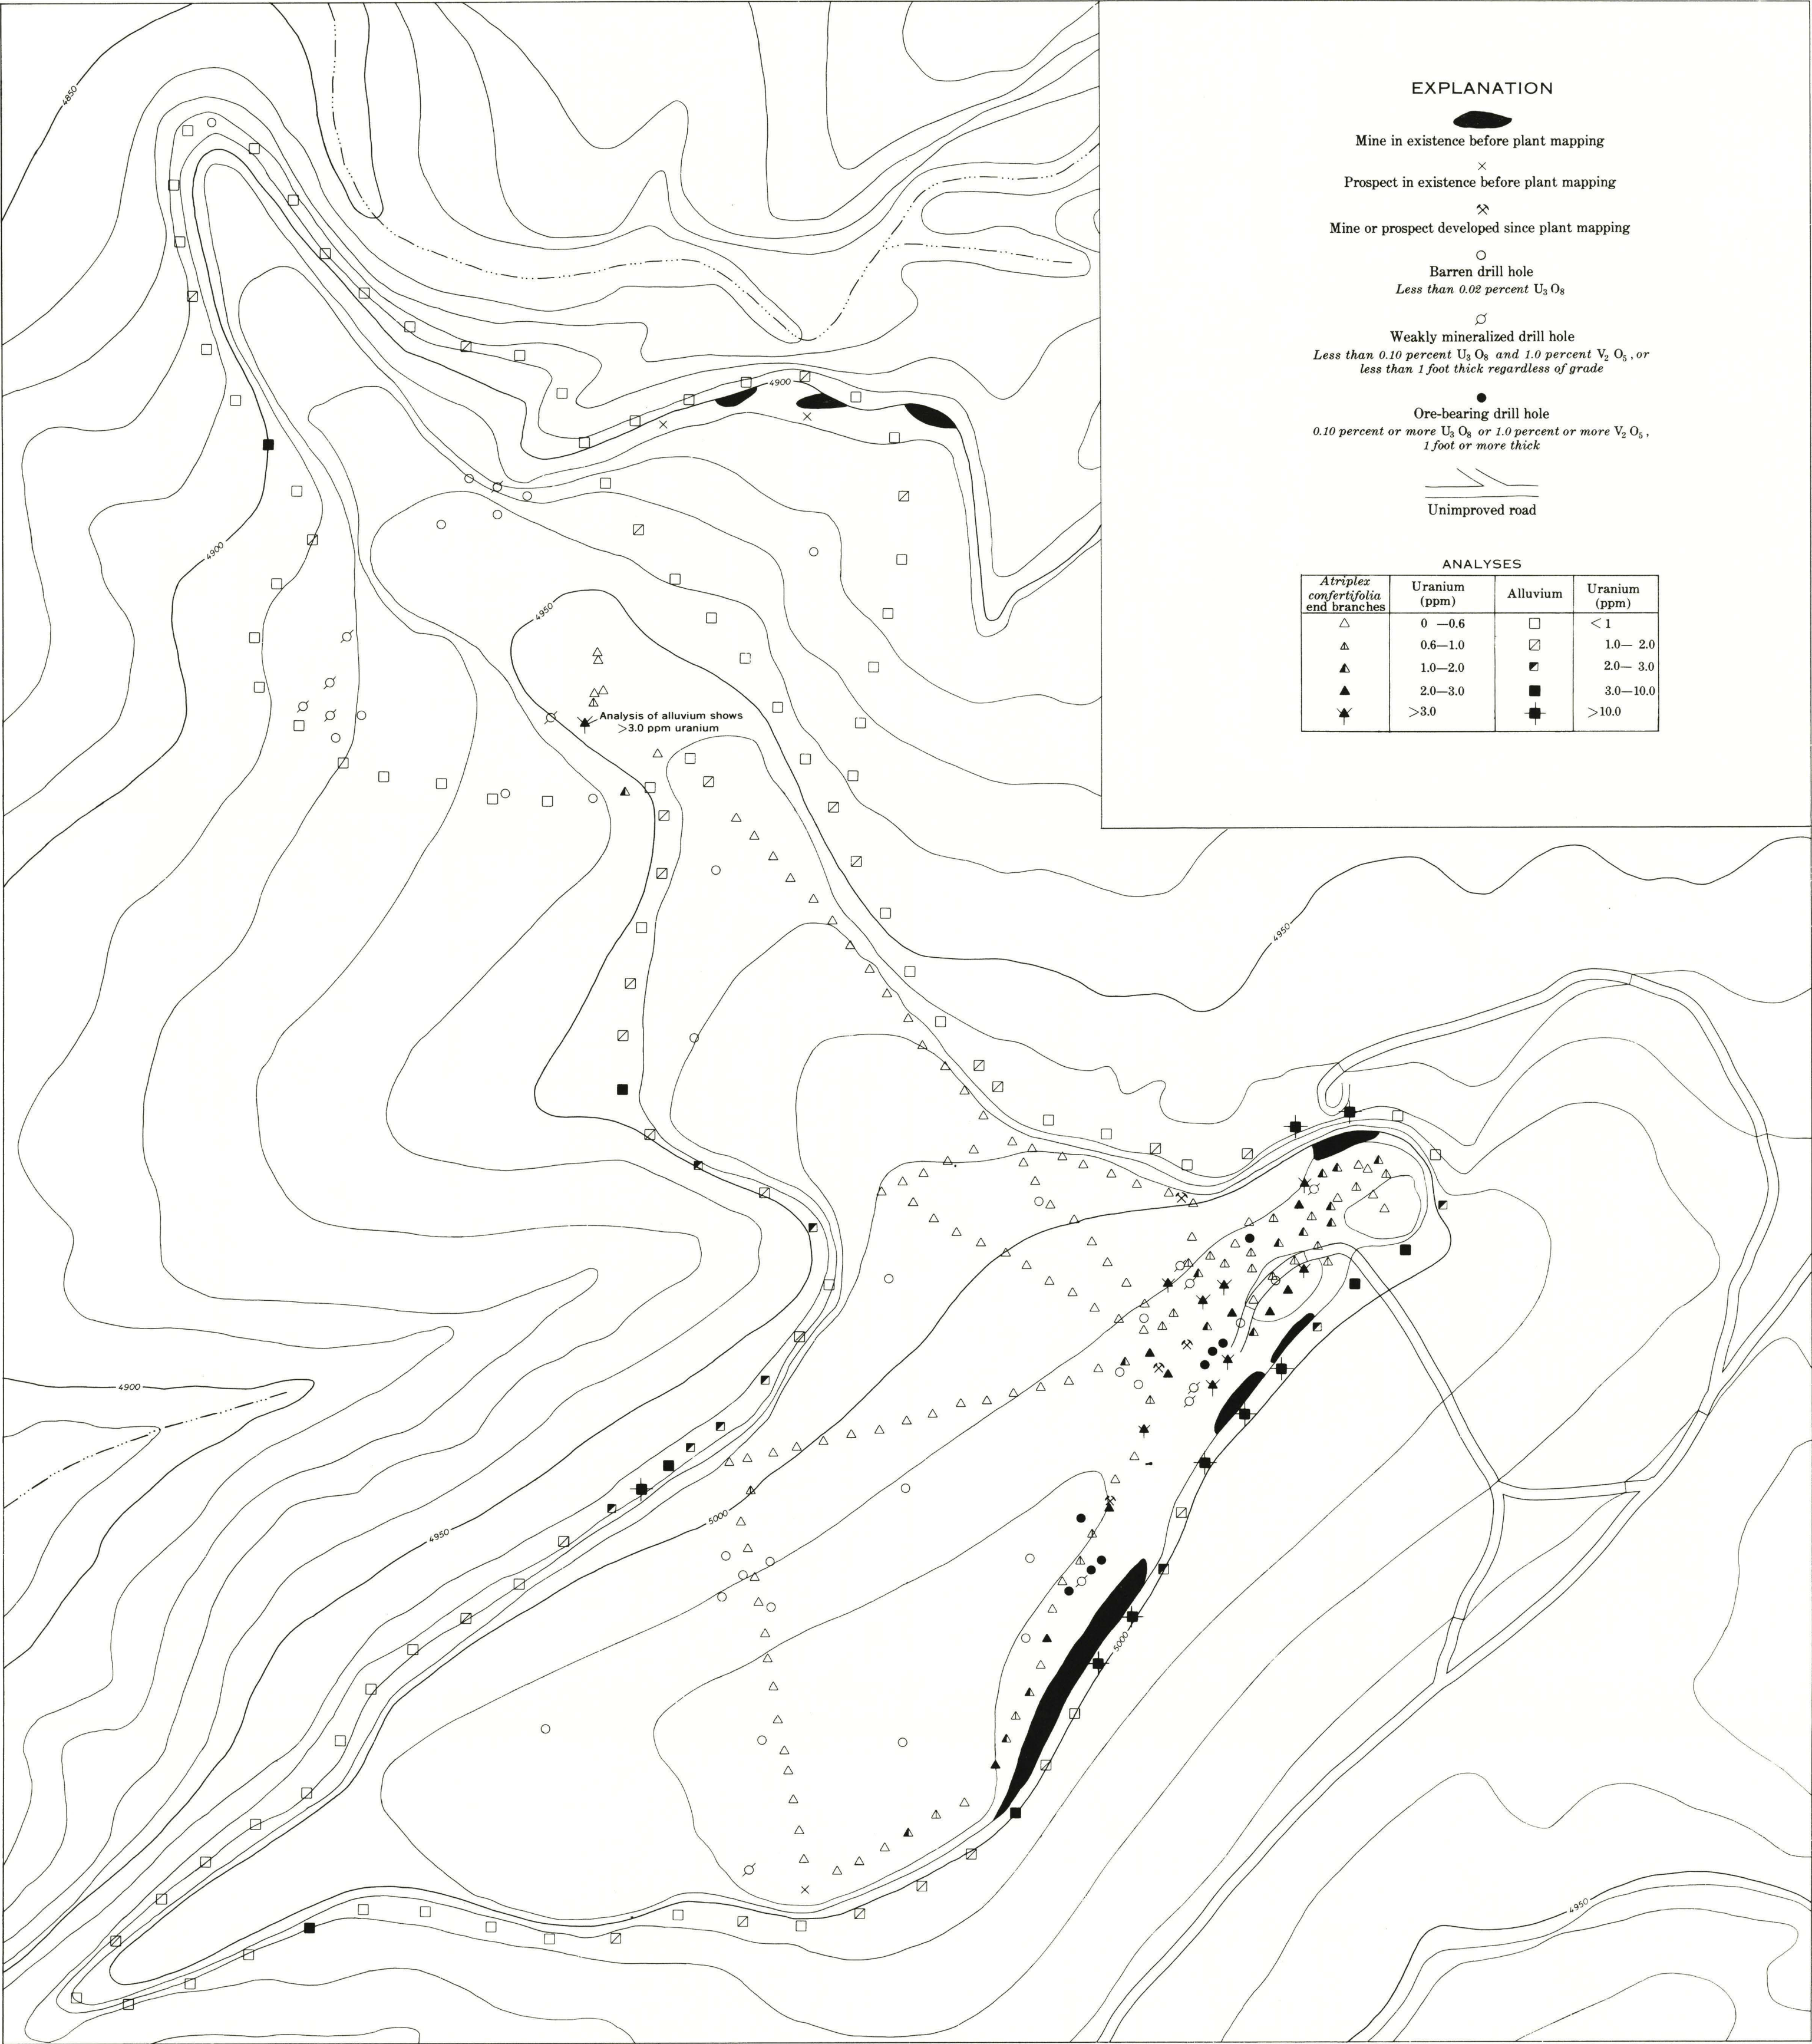 4850
EXPLANATION
Mine in existence before plant mapping
Prospect in existence before plant mapping
Mine or prospect developed since plant mapping
Barren drill hole
Less than 0.02 percent U₃ O₈
Weakly mineralized drill hole
Less than 0.10 percent U₃ O₈ and 1.0 percent V₂ O₅, or
less than 1 foot thick regardless of grade
Ore-bearing drill hole
0.10 percent or more U₃ O₈ or 1.0 percent or more V₂ O₅,
1 foot or more thick
Unimproved road
ANALYSES
Atriplex confertifolia end branches | Uranium (ppm) | Alluvium | Uranium (ppm)
0 —0.6 | <1
0.6—1.0 | 1.0— 2.0
1.0—2.0 | 2.0— 3.0
2.0—3.0 | 3.0—10.0
>3.0 | >10.0
4900
4900
4950
Analysis of alluvium shows
>3.0 ppm uranium
4950
4900
5000
4950
5000
4950